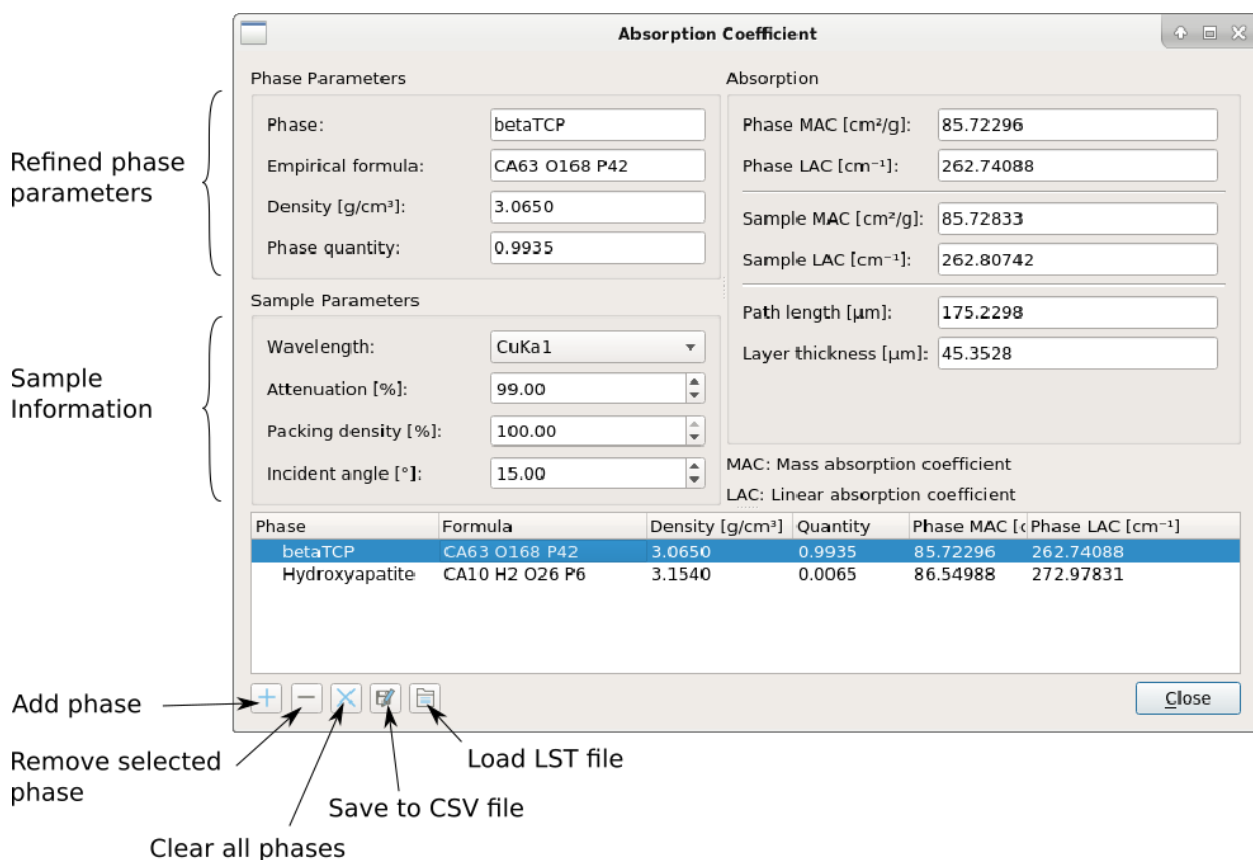 Absorption Coefficient
Phase Parameters
Refined phase
parameters
Phase: betaTCP
Empirical formula: CA63 O168 P42
Density [g/cm³]: 3.0650
Phase quantity: 0.9935
Sample Parameters
Sample
Information
Wavelength: CuKa1
Attenuation [%]: 99.00
Packing density [%]: 100.00
Incident angle [°]: 15.00
Absorption
Phase MAC [cm²/g]: 85.72296
Phase LAC [cm⁻¹]: 262.74088
Sample MAC [cm²/g]: 85.72833
Sample LAC [cm⁻¹]: 262.80742
Path length [µm]: 175.2298
Layer thickness [µm]: 45.3528
MAC: Mass absorption coefficient
LAC: Linear absorption coefficient
Phase Formula Density [g/cm³] Quantity Phase MAC [c Phase LAC [cm⁻¹]
betaTCP CA63 O168 P42 3.0650 0.9935 85.72296 262.74088
Hydroxyapatite CA10 H2 O26 P6 3.1540 0.0065 86.54988 272.97831
Close
Add phase
Remove selected
phase
Clear all phases
Save to CSV file
Load LST file